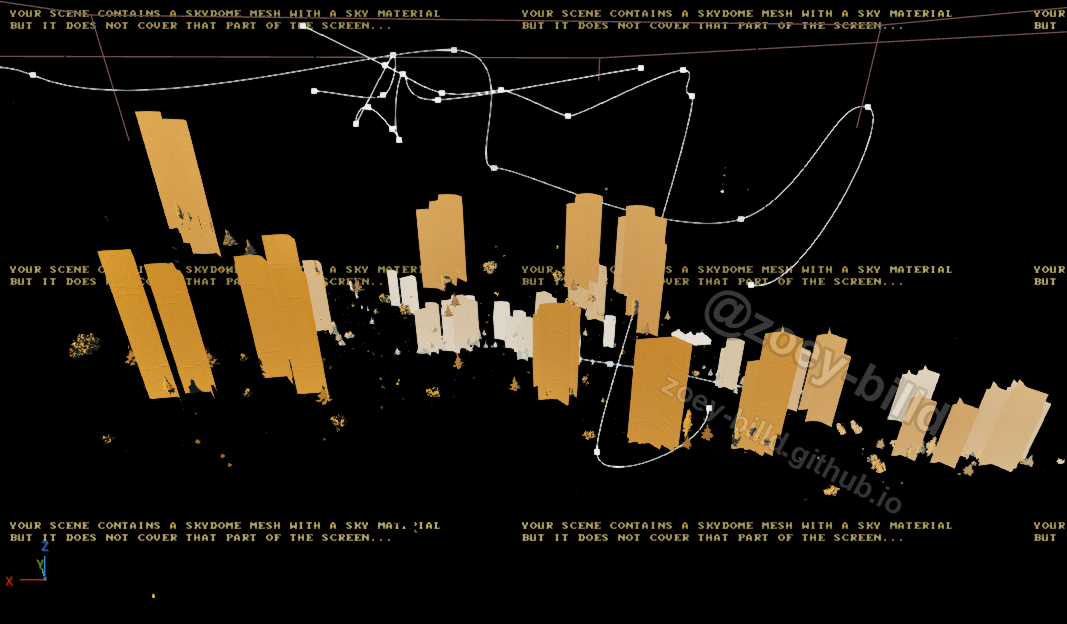 YOUR SCENE CONTAINS A SKYDOME MESH WITH A SKY MATERIAL
BUT IT DOES NOT COVER THAT PART OF THE SCREEN...
YOUR SCENE CONTAINS A SKYDOME MESH WITH A SKY MATERIAL
BUT IT DOES NOT COVER THAT PART OF THE SCREEN...
YOUR
BUT
YOUR SCENE CONTAINS A SKYDOME MESH WITH A SKY MATERIAL
BUT IT DOES NOT COVER THAT PART OF THE SCREEN...
YOUR SCENE CONTAINS A SKYDOME MESH WITH A SKY MATERIAL
BUT IT DOES NOT COVER THAT PART OF THE SCREEN...
YOUR
BUT
@zoey-billd
zoey-billd.github.io
YOUR SCENE CONTAINS A SKYDOME MESH WITH A SKY MATERIAL
BUT IT DOES NOT COVER THAT PART OF THE SCREEN...
YOUR SCENE CONTAINS A SKYDOME MESH WITH A SKY MATERIAL
BUT IT DOES NOT COVER THAT PART OF THE SCREEN...
YOUR
BUT
Z
Y
X